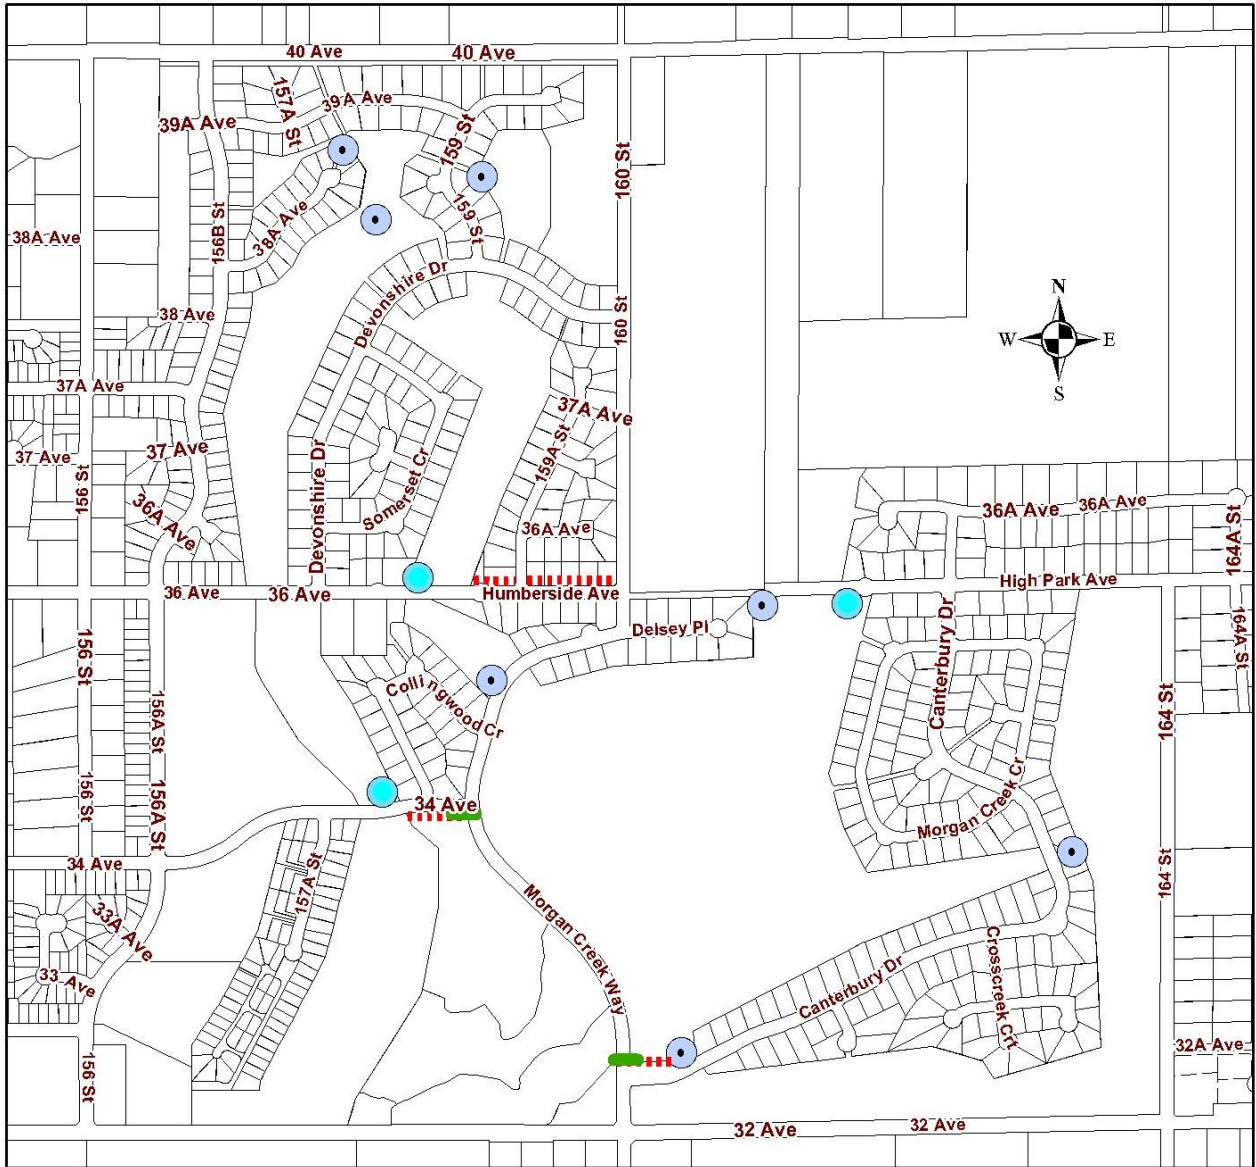 40 Ave
40 Ave
157A St
39A Ave
39A Ave
159 St
160 St
38A Ave
156B St
38A Ave
159 St
Devonshire Dr
38 Ave
160 St
N
W
E
S
37A Ave
37A Ave
37 Ave
37 Ave
156 St
159A St
Devonshire Dr
Somerset Cr
36A Ave
36A Ave
36A Ave
36A Ave
164A St
36 Ave
36 Ave
Humberside Ave
High Park Ave
Delsey Pl
Canterbury Dr
164A St
156 St
156A St
Collingwood Cr
164 St
156 St
156A St
34 Ave
Morgan Creek Cr
34 Ave
157A St
164 St
33A Ave
33 Ave
Morgan Creek Way
Canterbury Dr
Crosscreek Crt
32A Ave
156 St
32 Ave
32 Ave